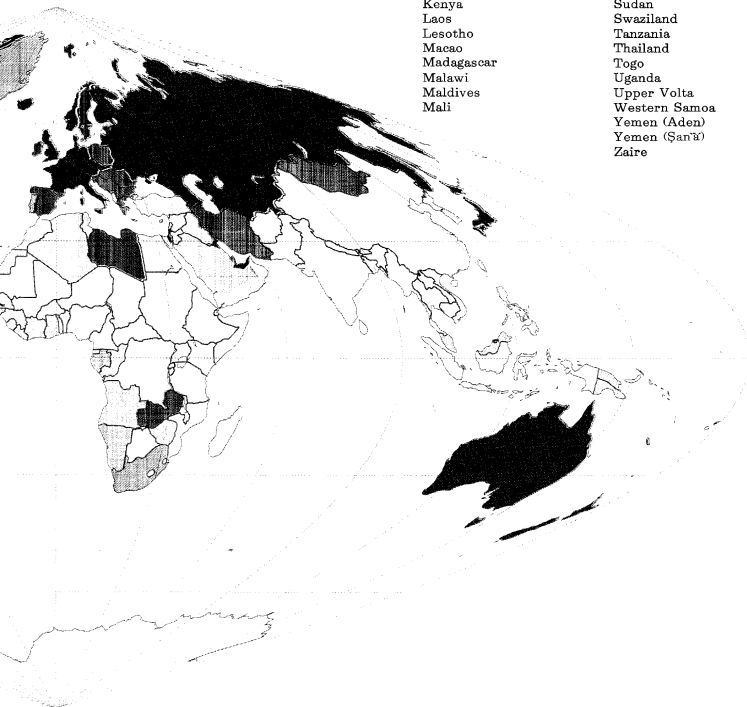 Kenya
Laos
Lesotho
Macao
Madagascar
Malawi
Maldives
Mali
Sudan
Swaziland
Tanzania
Thailand
Togo
Uganda
Upper Volta
Western Samoa
Yemen (Aden)
Yemen (Ṣan'ā')
Zaire